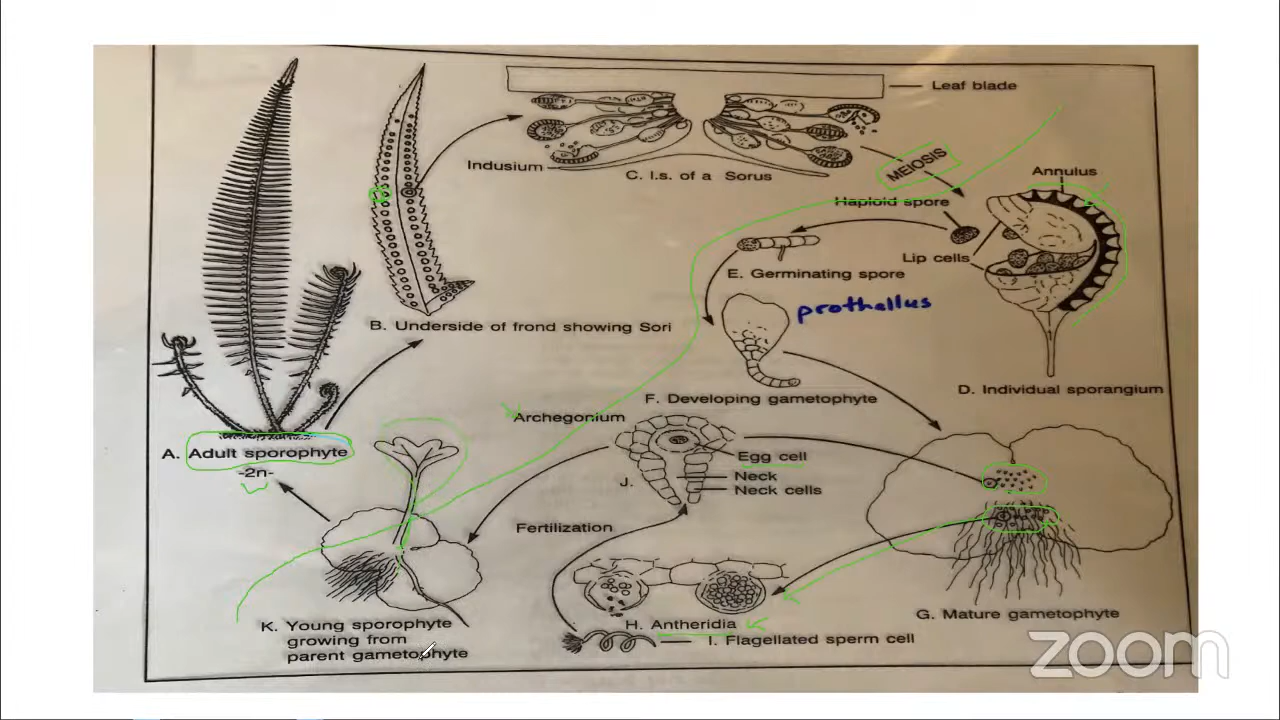 Leaf blade
Indusium
C. l.s. of a Sorus
MEIOSIS
Annulus
Haploid spore
Lip cells
E. Germinating spore
prothellus
B. Underside of frond showing Sori
D. Individual sporangium
F. Developing gametophyte
Archegonium
A. Adult sporophyte
-2n-
Egg cell
J.
Neck
Neck cells
Fertilization
G. Mature gametophyte
H. Antheridia
I. Flagellated sperm cell
K. Young sporophyte
growing from
parent gametophyte
zoom